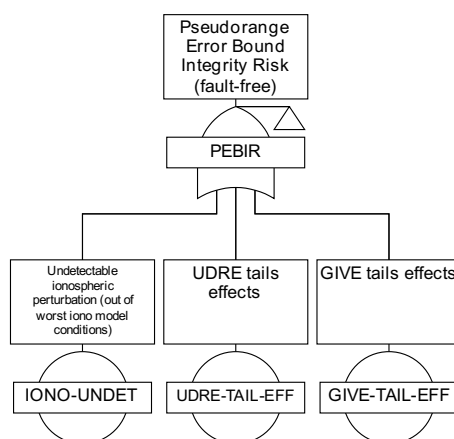 Pseudorange
Error Bound
Integrity Risk
(fault-free)
PEBIR
Undetectable
ionospheric
perturbation (out of
worst iono model
conditions)
UDRE tails
effects
GIVE tails effects
IONO-UNDET
UDRE-TAIL-EFF
GIVE-TAIL-EFF